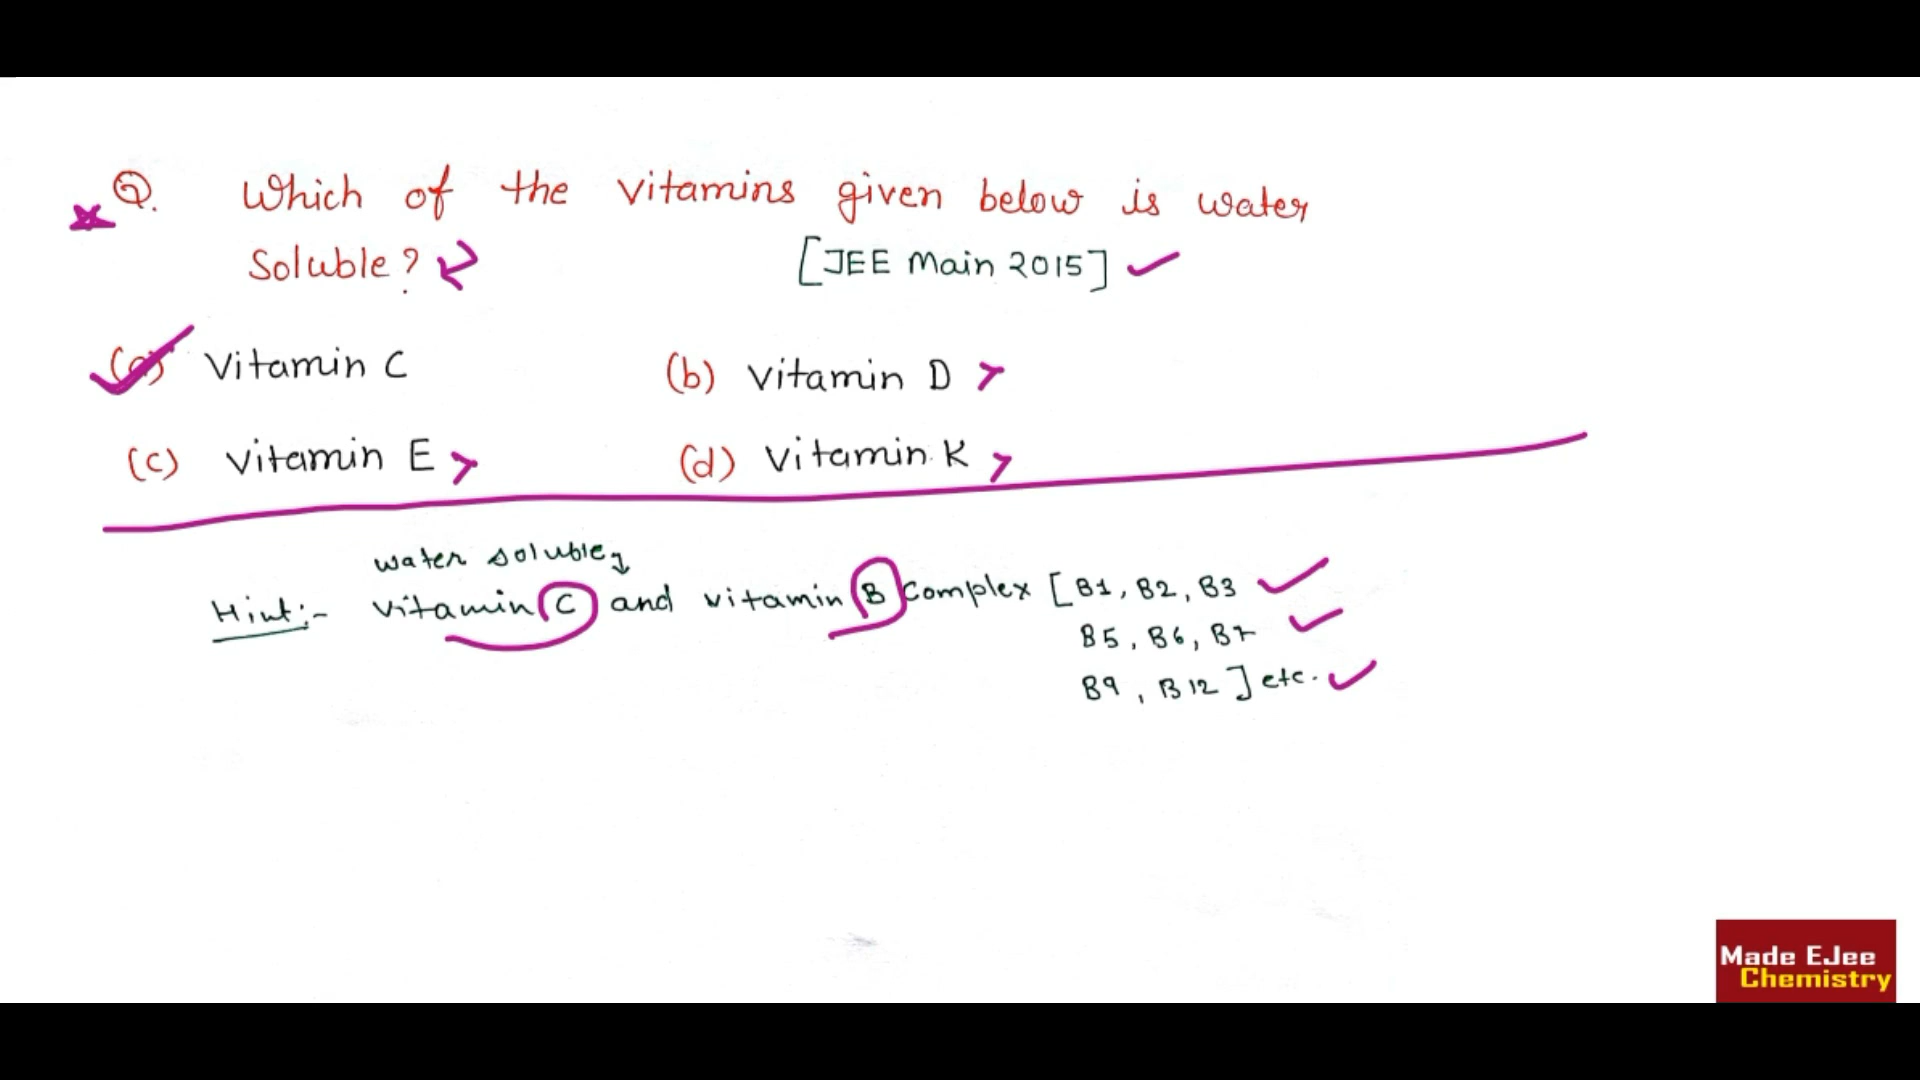 Q. Which of the vitamins given below is water
Soluble? [JEE Main 2015]
(a) Vitamin C (b) Vitamin D
(c) Vitamin E (d) Vitamin K
water soluble
Hint:- Vitamin C and vitamin B Complex [B1, B2, B3
B5, B6, B7
B9, B12] etc.
Made EJee
Chemistry